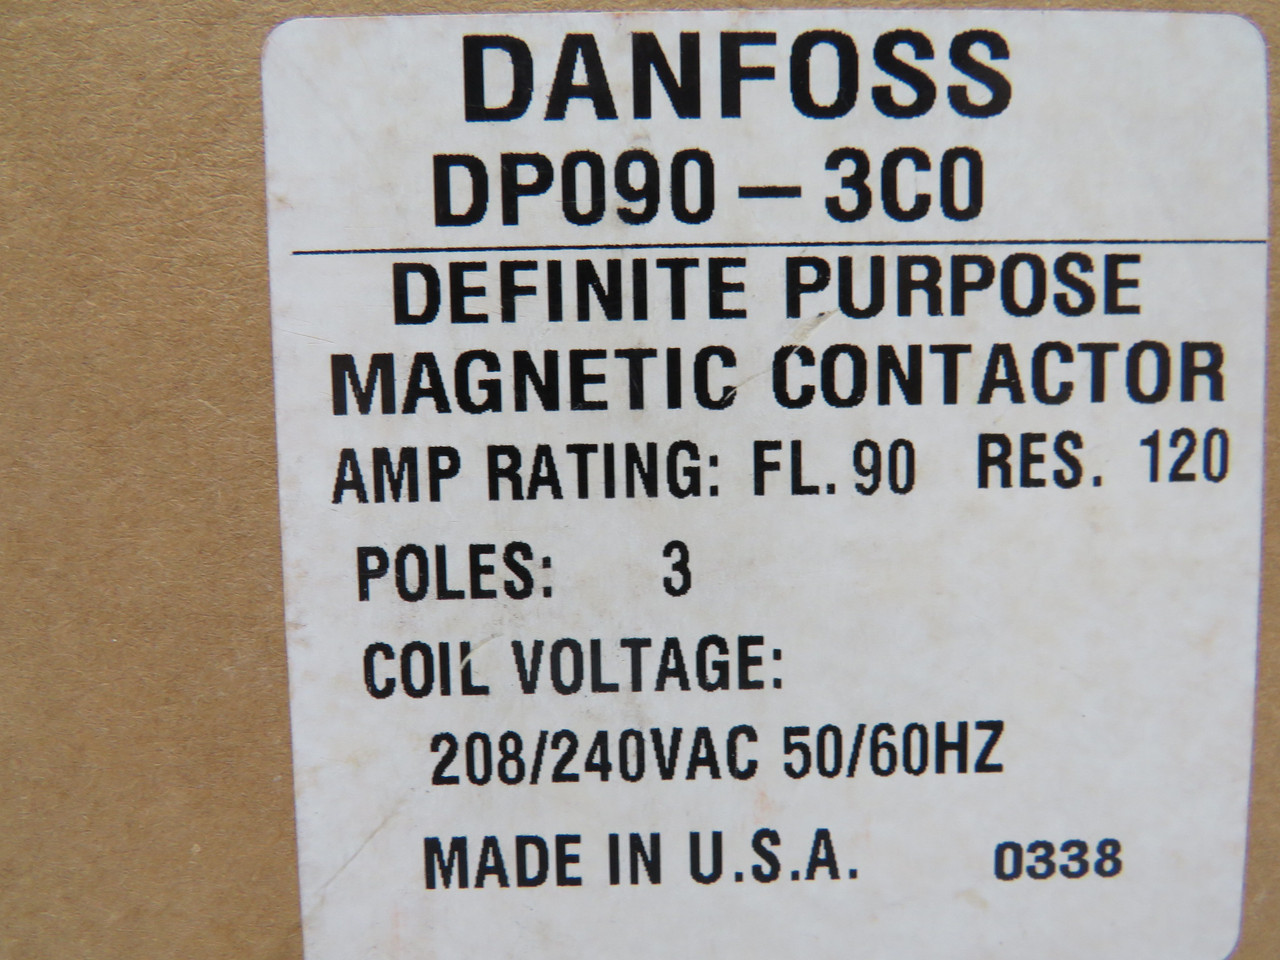 DANFOSS
DP090-3C0
DEFINITE PURPOSE
MAGNETIC CONTACTOR
AMP RATING: FL. 90 RES. 120
POLES: 3
COIL VOLTAGE:
208/240VAC 50/60HZ
MADE IN U.S.A. 0338